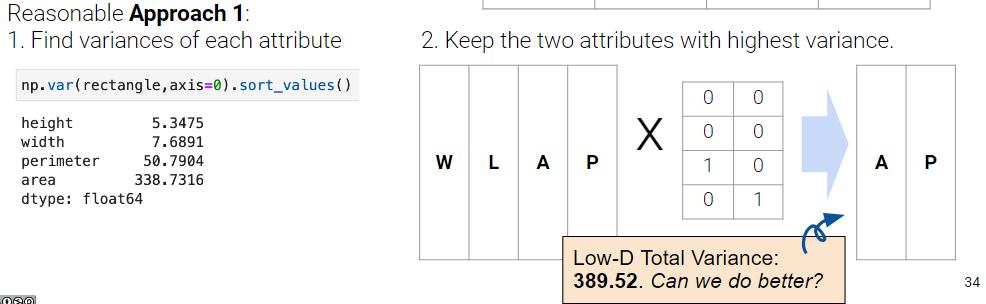 Reasonable Approach 1:
1. Find variances of each attribute
np.var(rectangle,axis=0).sort_values()
height 5.3475
width 7.6891
perimeter 50.7904
area 338.7316
dtype: float64
2. Keep the two attributes with highest variance.
W L A P
X
0 0
0 0
1 0
0 1
A P
Low-D Total Variance:
389.52. Can we do better?
34